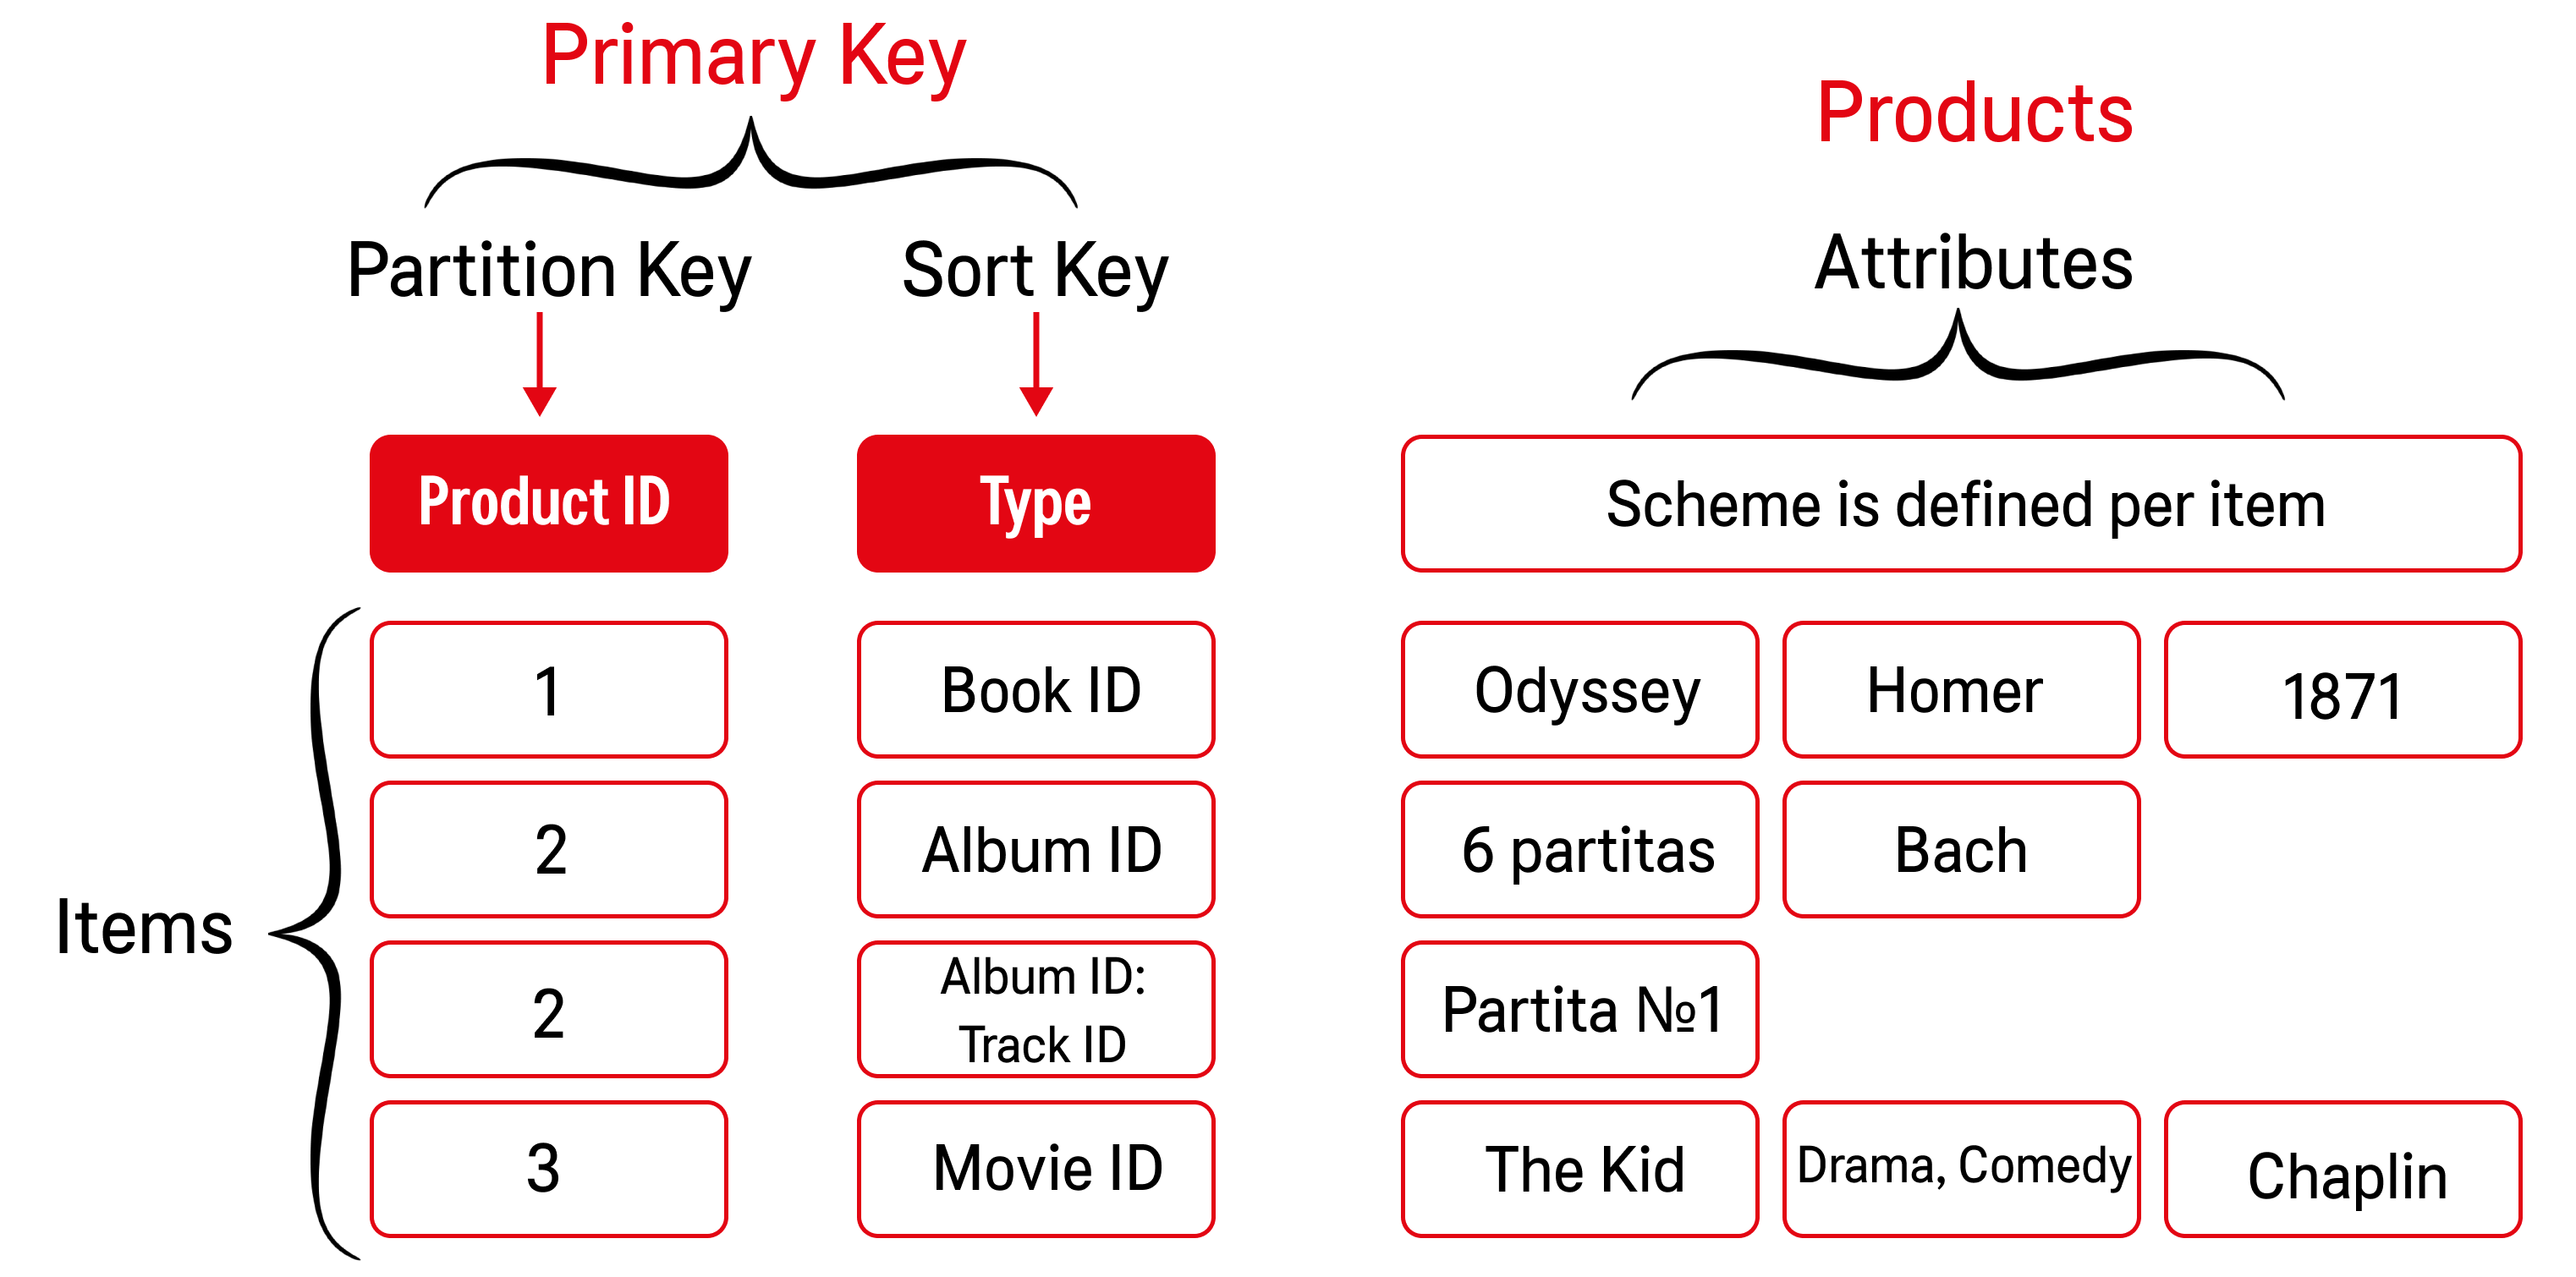 Primary Key
Products
Partition Key
Sort Key
Attributes
Product ID
Type
Scheme is defined per item
Items
1
Book ID
Odyssey
Homer
1871
2
Album ID
6 partitas
Bach
2
Album ID:
Track ID
Partita №1
3
Movie ID
The Kid
Drama, Comedy
Chaplin